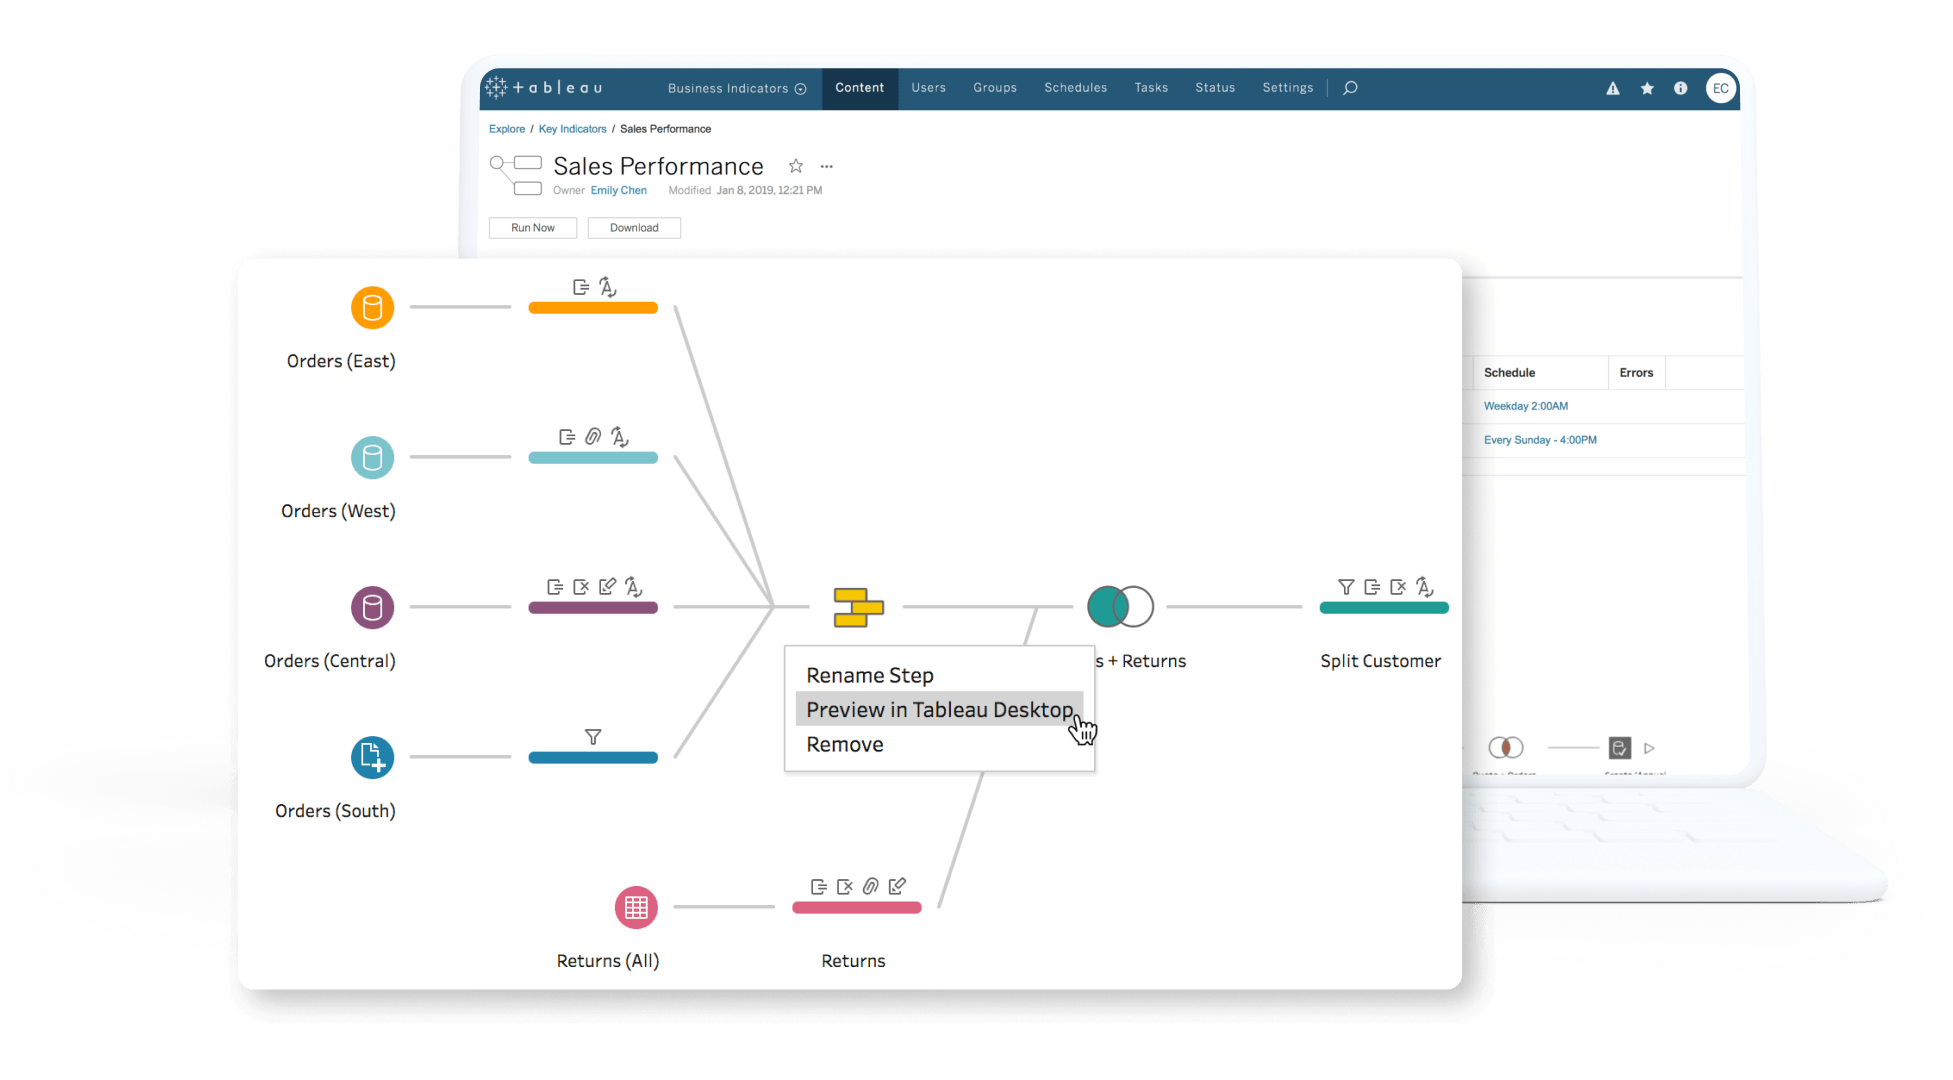 + a b l e a u
Business Indicators
Content
Users
Groups
Schedules
Tasks
Status
Settings
EC
Explore / Key Indicators / Sales Performance
Sales Performance
Owner Emily Chen Modified Jan 8, 2019, 12:21 PM
Run Now
Download
Schedule
Errors
Weekday 2:00AM
Every Sunday - 4:00PM
Orders (East)
Orders (West)
Orders (Central)
Orders (South)
Rename Step
Preview in Tableau Desktop
Remove
s + Returns
Split Customer
Returns (All)
Returns